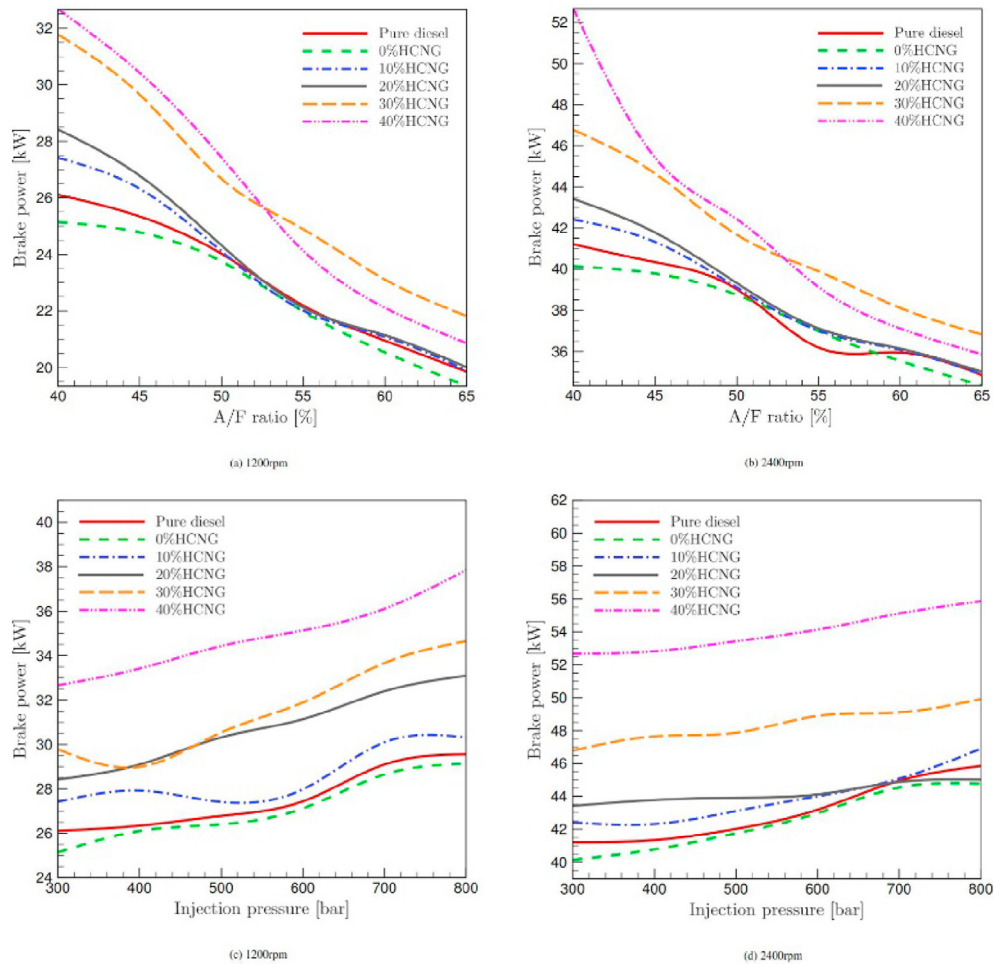 Brake power [kW]
32
30
28
26
24
22
20
40 45 50 55 60 65
A/F ratio [%]
Pure diesel
0%HCNG
10%HCNG
20%HCNG
30%HCNG
40%HCNG
(a) 1200rpm
Brake power [kW]
52
50
48
46
44
42
40
38
36
40 45 50 55 60 65
A/F ratio [%]
Pure diesel
0%HCNG
10%HCNG
20%HCNG
30%HCNG
40%HCNG
(b) 2400rpm
Brake power [kW]
40
38
36
34
32
30
28
26
24
300 400 500 600 700 800
Injection pressure [bar]
Pure diesel
0%HCNG
10%HCNG
20%HCNG
30%HCNG
40%HCNG
(c) 1200rpm
Brake power [kW]
62
60
58
56
54
52
50
48
46
44
42
40
300 400 500 600 700 800
Injection pressure [bar]
Pure diesel
0%HCNG
10%HCNG
20%HCNG
30%HCNG
40%HCNG
(d) 2400rpm